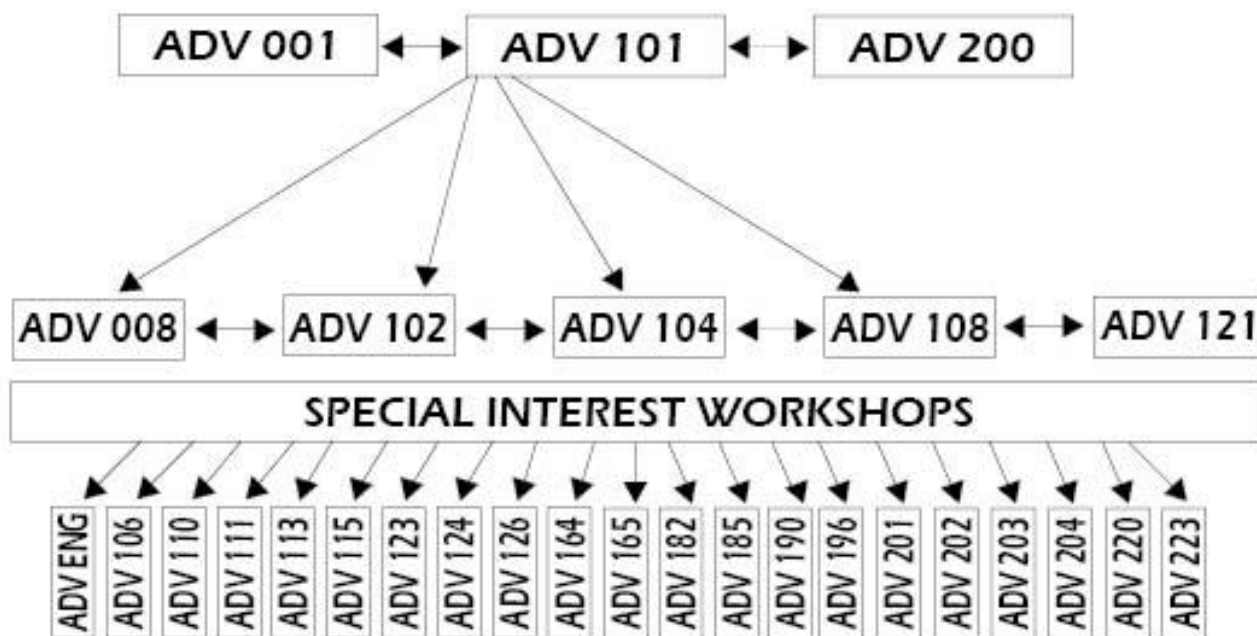 ADV 001
ADV 101
ADV 200
ADV 008
ADV 102
ADV 104
ADV 108
ADV 121
SPECIAL INTEREST WORKSHOPS
ADV ENG
ADV 106
ADV 110
ADV 111
ADV 113
ADV 115
ADV 123
ADV 124
ADV 126
ADV 164
ADV 165
ADV 182
ADV 185
ADV 190
ADV 196
ADV 201
ADV 202
ADV 203
ADV 204
ADV 220
ADV 223